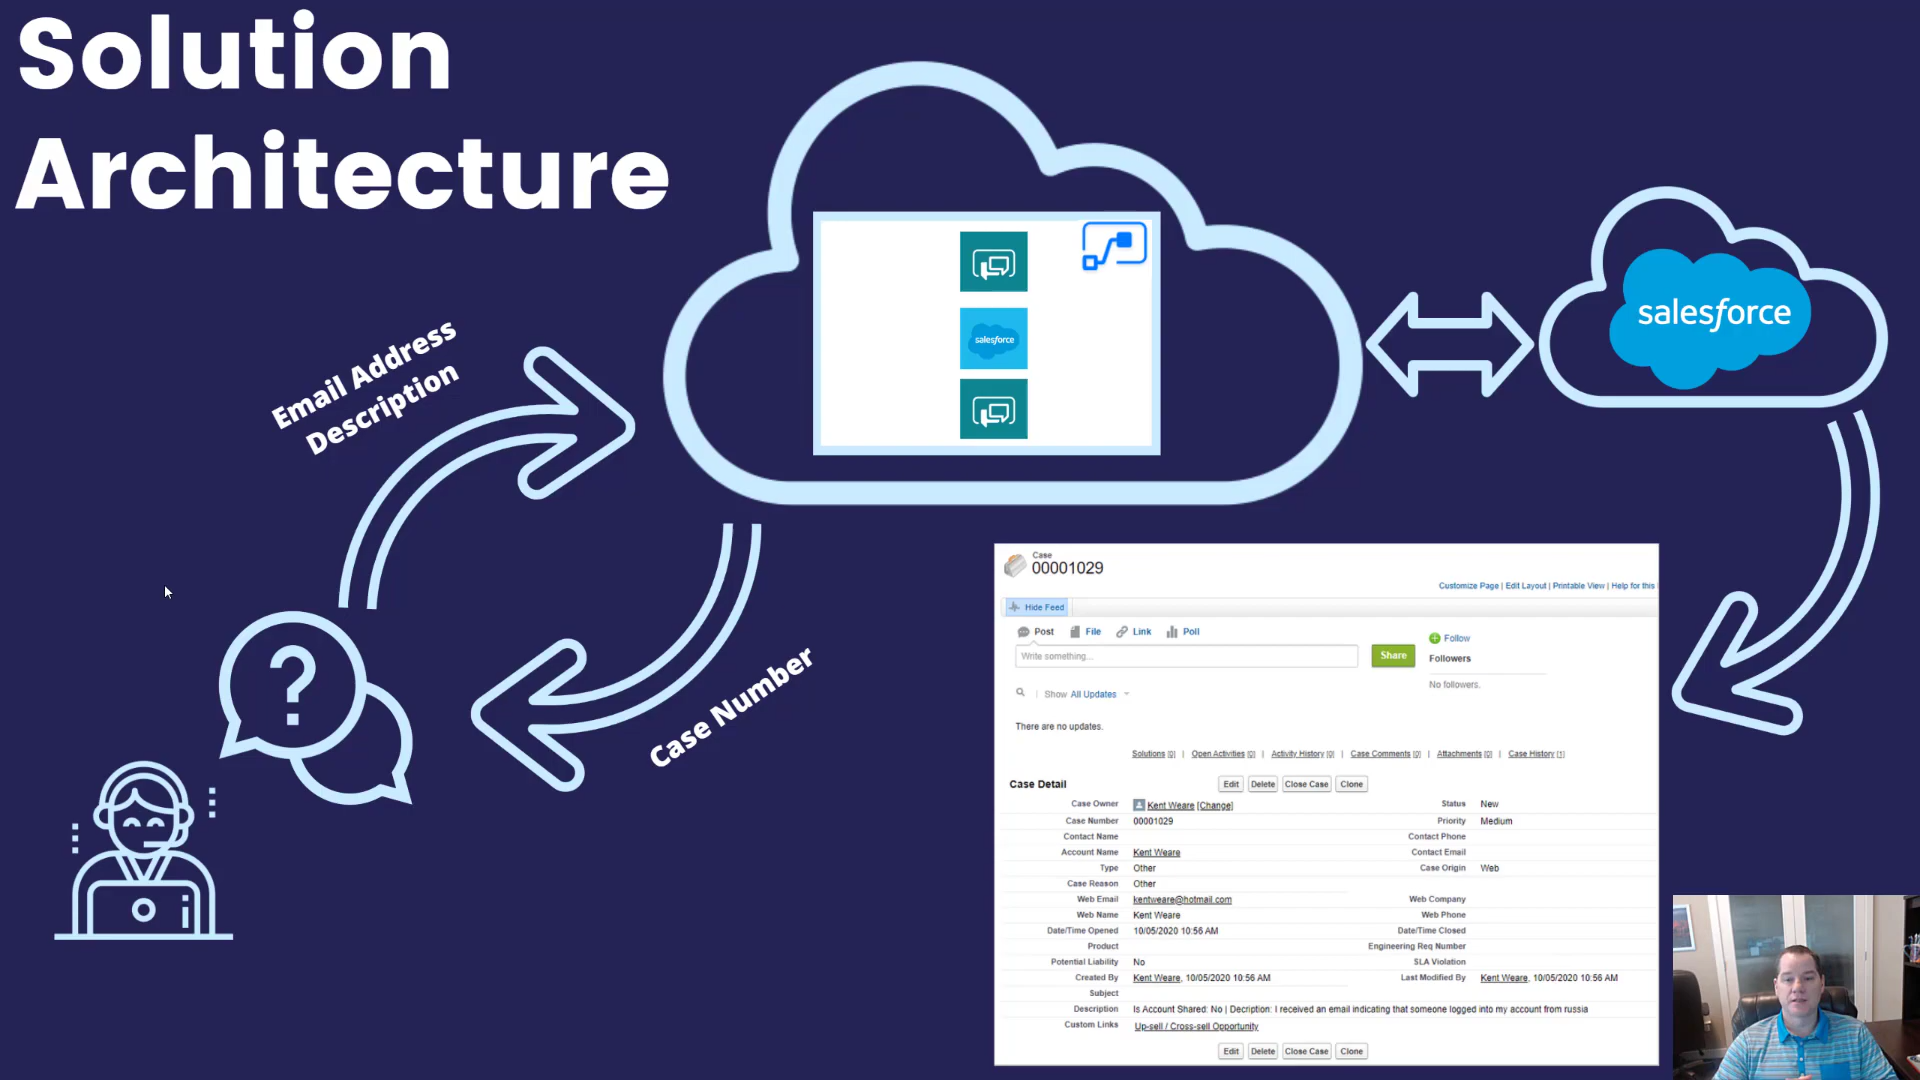 Solution
Architecture
Email Address
Description
salesforce
salesforce
Case Number
Case
00001029
Customize Page | Edit Layout | Printable View | Help for this
Hide Feed
Post File Link Poll
Write something...
Share
Follow
Followers
No followers.
Show All Updates
There are no updates.
Solutions [0] | Open Activities [0] | Activity History [0] | Case Comments [0] | Attachments [0] | Case History [1]
Case Detail Edit Delete Close Case Clone
Case Owner Kent Weare [Change] Status New
Case Number 00001029 Priority Medium
Contact Name Contact Phone
Account Name Kent Weare Contact Email
Type Other Case Origin Web
Case Reason Other
Web Email kentweare@hotmail.com Web Company
Web Name Kent Weare Web Phone
Date/Time Opened 10/05/2020 10:56 AM Date/Time Closed
Product Engineering Req Number
Potential Liability No SLA Violation
Created By Kent Weare, 10/05/2020 10:56 AM Last Modified By Kent Weare, 10/05/2020 10:56 AM
Subject
Description Is Account Shared: No | Decription: I received an email indicating that someone logged into my account from russia
Custom Links Up-sell / Cross-sell Opportunity
Edit Delete Close Case Clone